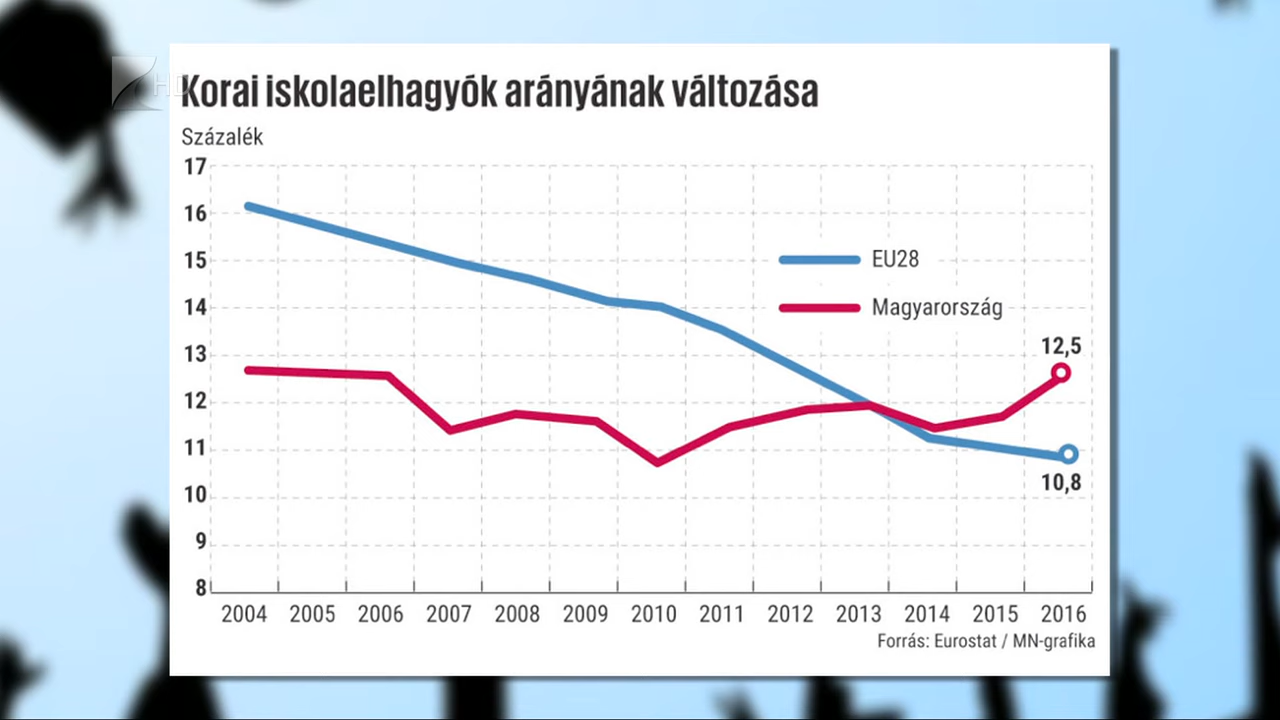 HD
Korai iskolaelhagyók arányának változása
Százalék
17
16
15
14
13
12
11
10
9
8
EU28
Magyarország
12,5
10,8
2004 2005 2006 2007 2008 2009 2010 2011 2012 2013 2014 2015 2016
Forrás: Eurostat / MN-grafika